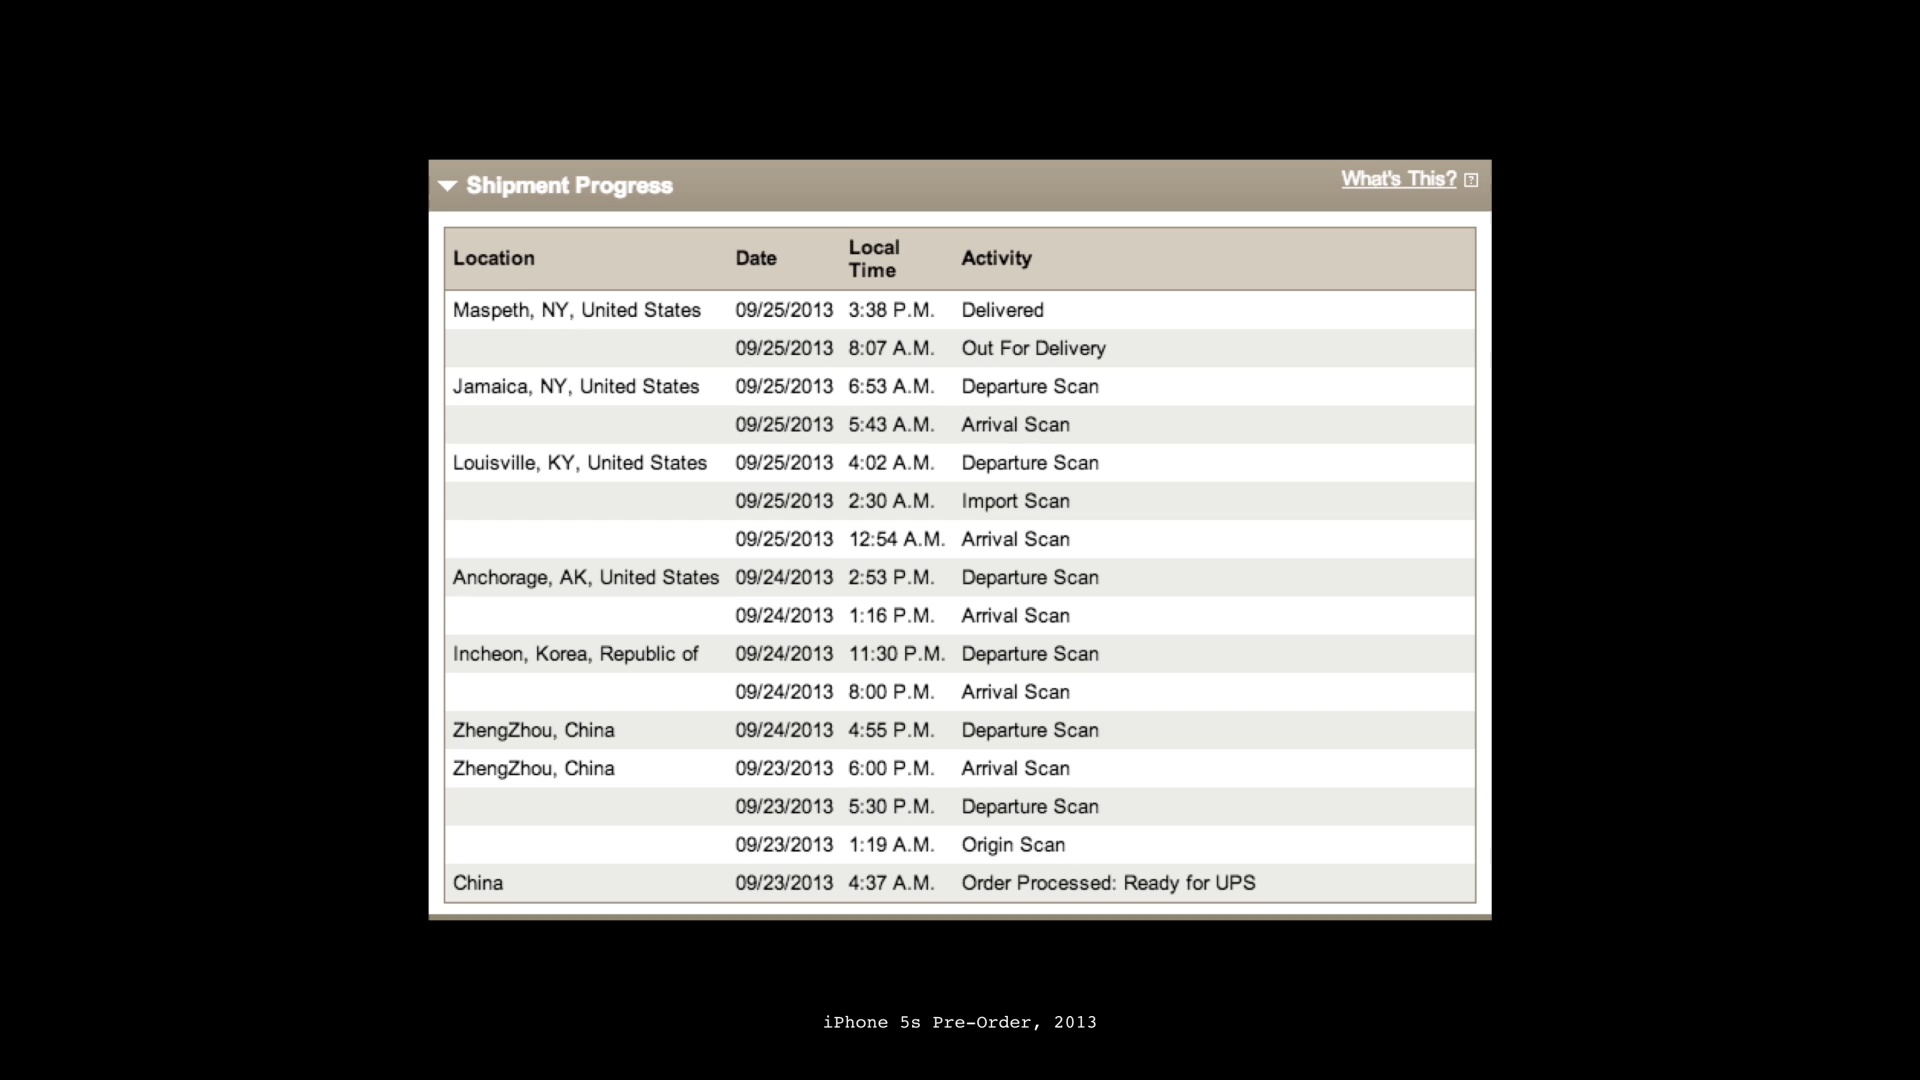 Shipment Progress
What's This? ?
Location Date Local Time Activity
Maspeth, NY, United States 09/25/2013 3:38 P.M. Delivered
09/25/2013 8:07 A.M. Out For Delivery
Jamaica, NY, United States 09/25/2013 6:53 A.M. Departure Scan
09/25/2013 5:43 A.M. Arrival Scan
Louisville, KY, United States 09/25/2013 4:02 A.M. Departure Scan
09/25/2013 2:30 A.M. Import Scan
09/25/2013 12:54 A.M. Arrival Scan
Anchorage, AK, United States 09/24/2013 2:53 P.M. Departure Scan
09/24/2013 1:16 P.M. Arrival Scan
Incheon, Korea, Republic of 09/24/2013 11:30 P.M. Departure Scan
09/24/2013 8:00 P.M. Arrival Scan
ZhengZhou, China 09/24/2013 4:55 P.M. Departure Scan
ZhengZhou, China 09/23/2013 6:00 P.M. Arrival Scan
09/23/2013 5:30 P.M. Departure Scan
09/23/2013 1:19 A.M. Origin Scan
China 09/23/2013 4:37 A.M. Order Processed: Ready for UPS
iPhone 5s Pre-Order, 2013